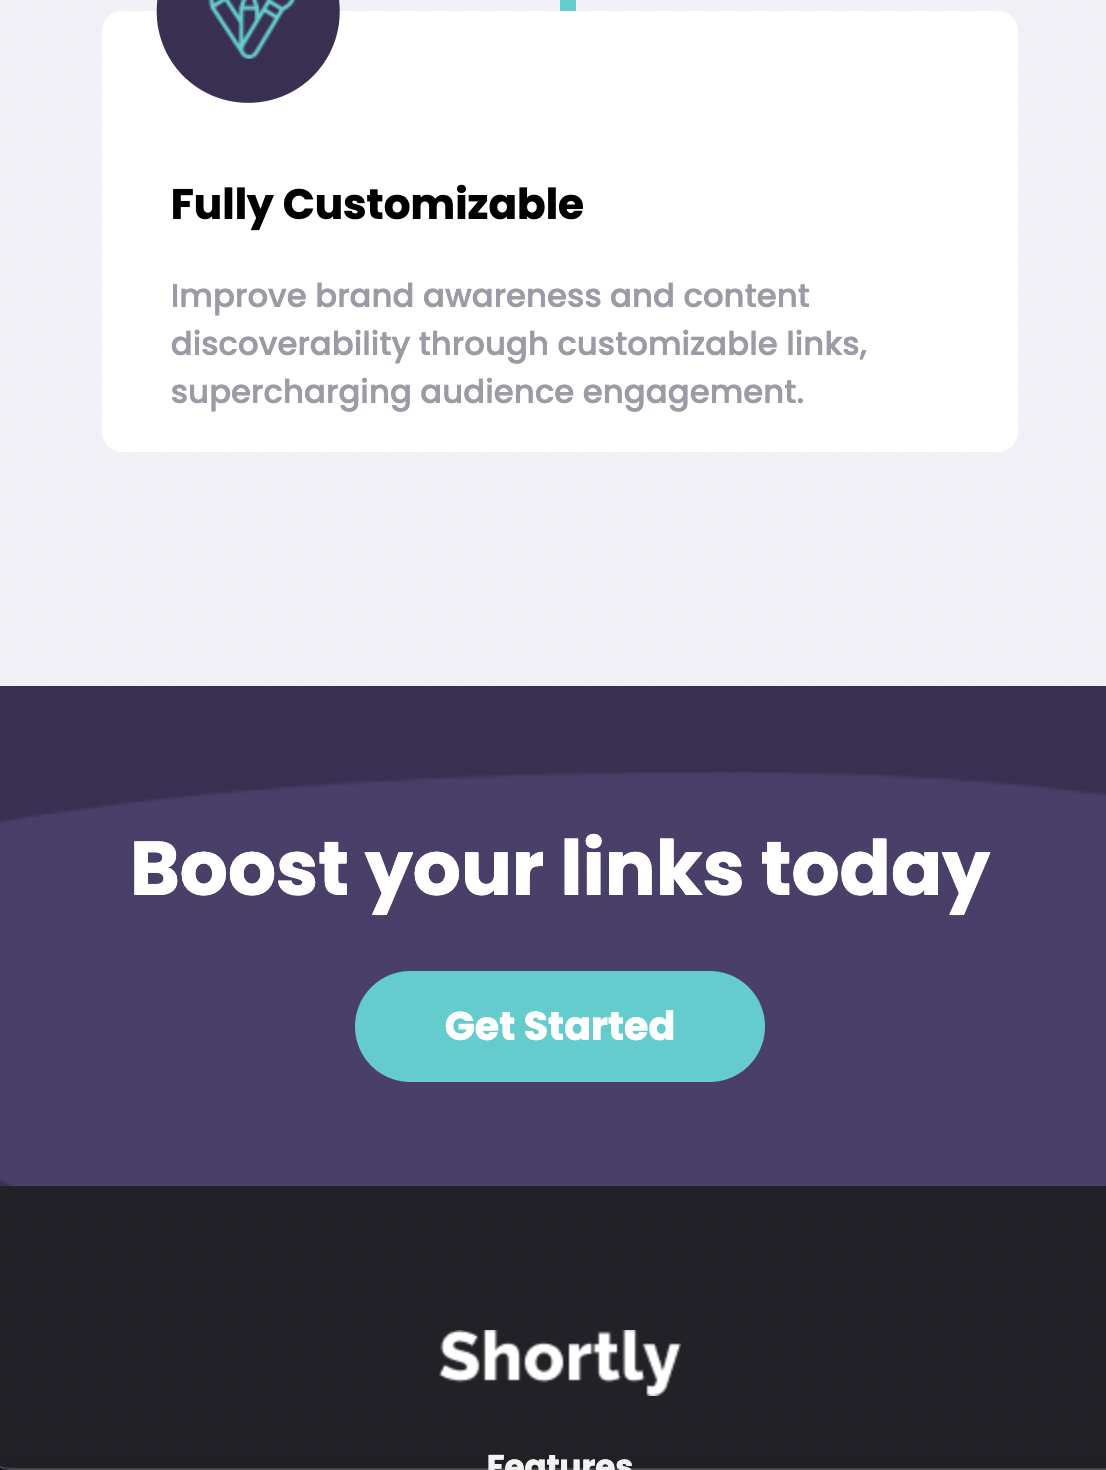 Fully Customizable
Improve brand awareness and content
discoverability through customizable links,
supercharging audience engagement.
Boost your links today
Get Started
Shortly
Features